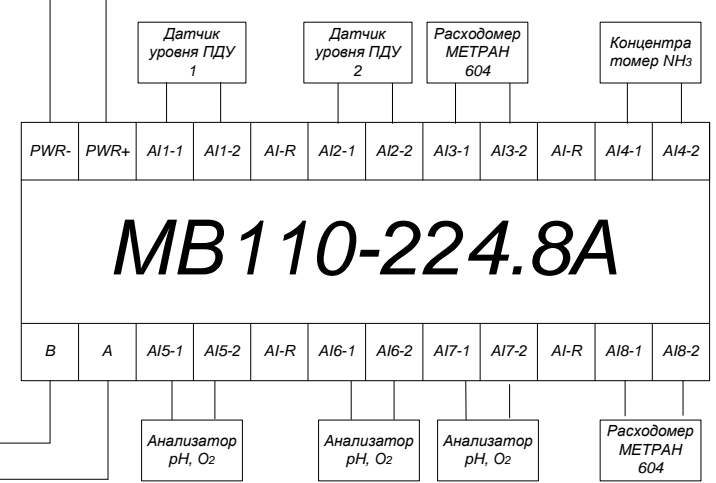 Датчик
уровня ПДУ
1
Датчик
уровня ПДУ
2
Расходомер
МЕТРАН
604
Концентра
томер NH3
PWR- PWR+ AI1-1 AI1-2 AI-R AI2-1 AI2-2 AI3-1 AI3-2 AI-R AI4-1 AI4-2
МВ110-224.8А
B A AI5-1 AI5-2 AI-R AI6-1 AI6-2 AI7-1 AI7-2 AI-R AI8-1 AI8-2
Анализатор
pH, O2
Анализатор
pH, O2
Анализатор
pH, O2
Расходомер
МЕТРАН
604